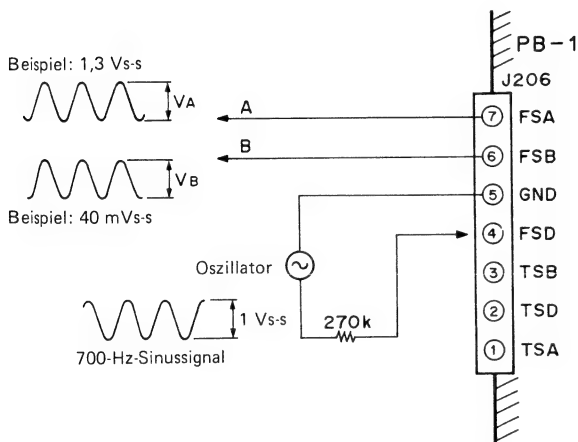 PB-1
J206
Beispiel: 1,3 Vs-s
VA
A
7 FSA
B
6 FSB
VB
5 GND
Beispiel: 40 mVs-s
4 FSD
Oszillator
3 TSB
1 Vs-s
270k
2 TSD
700-Hz-Sinussignal
1 TSA